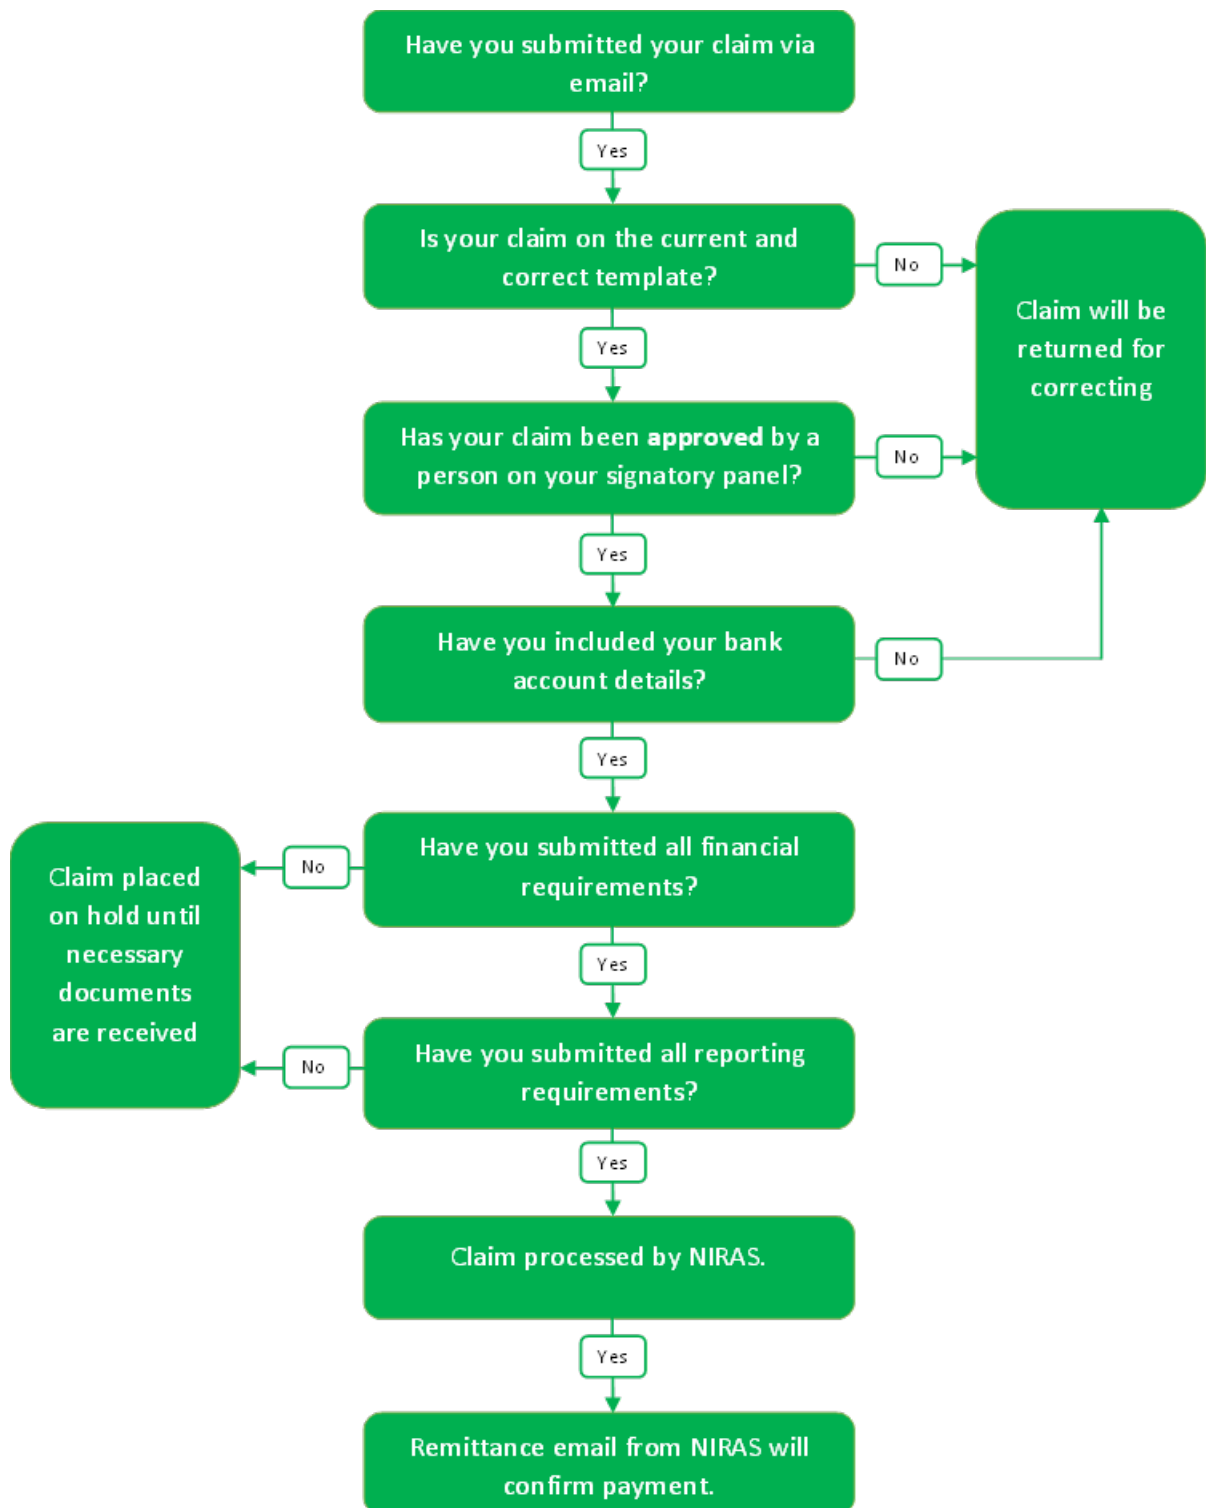 Have you submitted your claim via
email?
Yes
Is your claim on the current and
correct template?
No
Claim will be
returned for
correcting
Yes
Has your claim been approved by a
person on your signatory panel?
No
Yes
Have you included your bank
account details?
No
Yes
Have you submitted all financial
requirements?
No
Claim placed
on hold until
necessary
documents
are received
Yes
Have you submitted all reporting
requirements?
No
Yes
Claim processed by NIRAS.
Yes
Remittance email from NIRAS will
confirm payment.